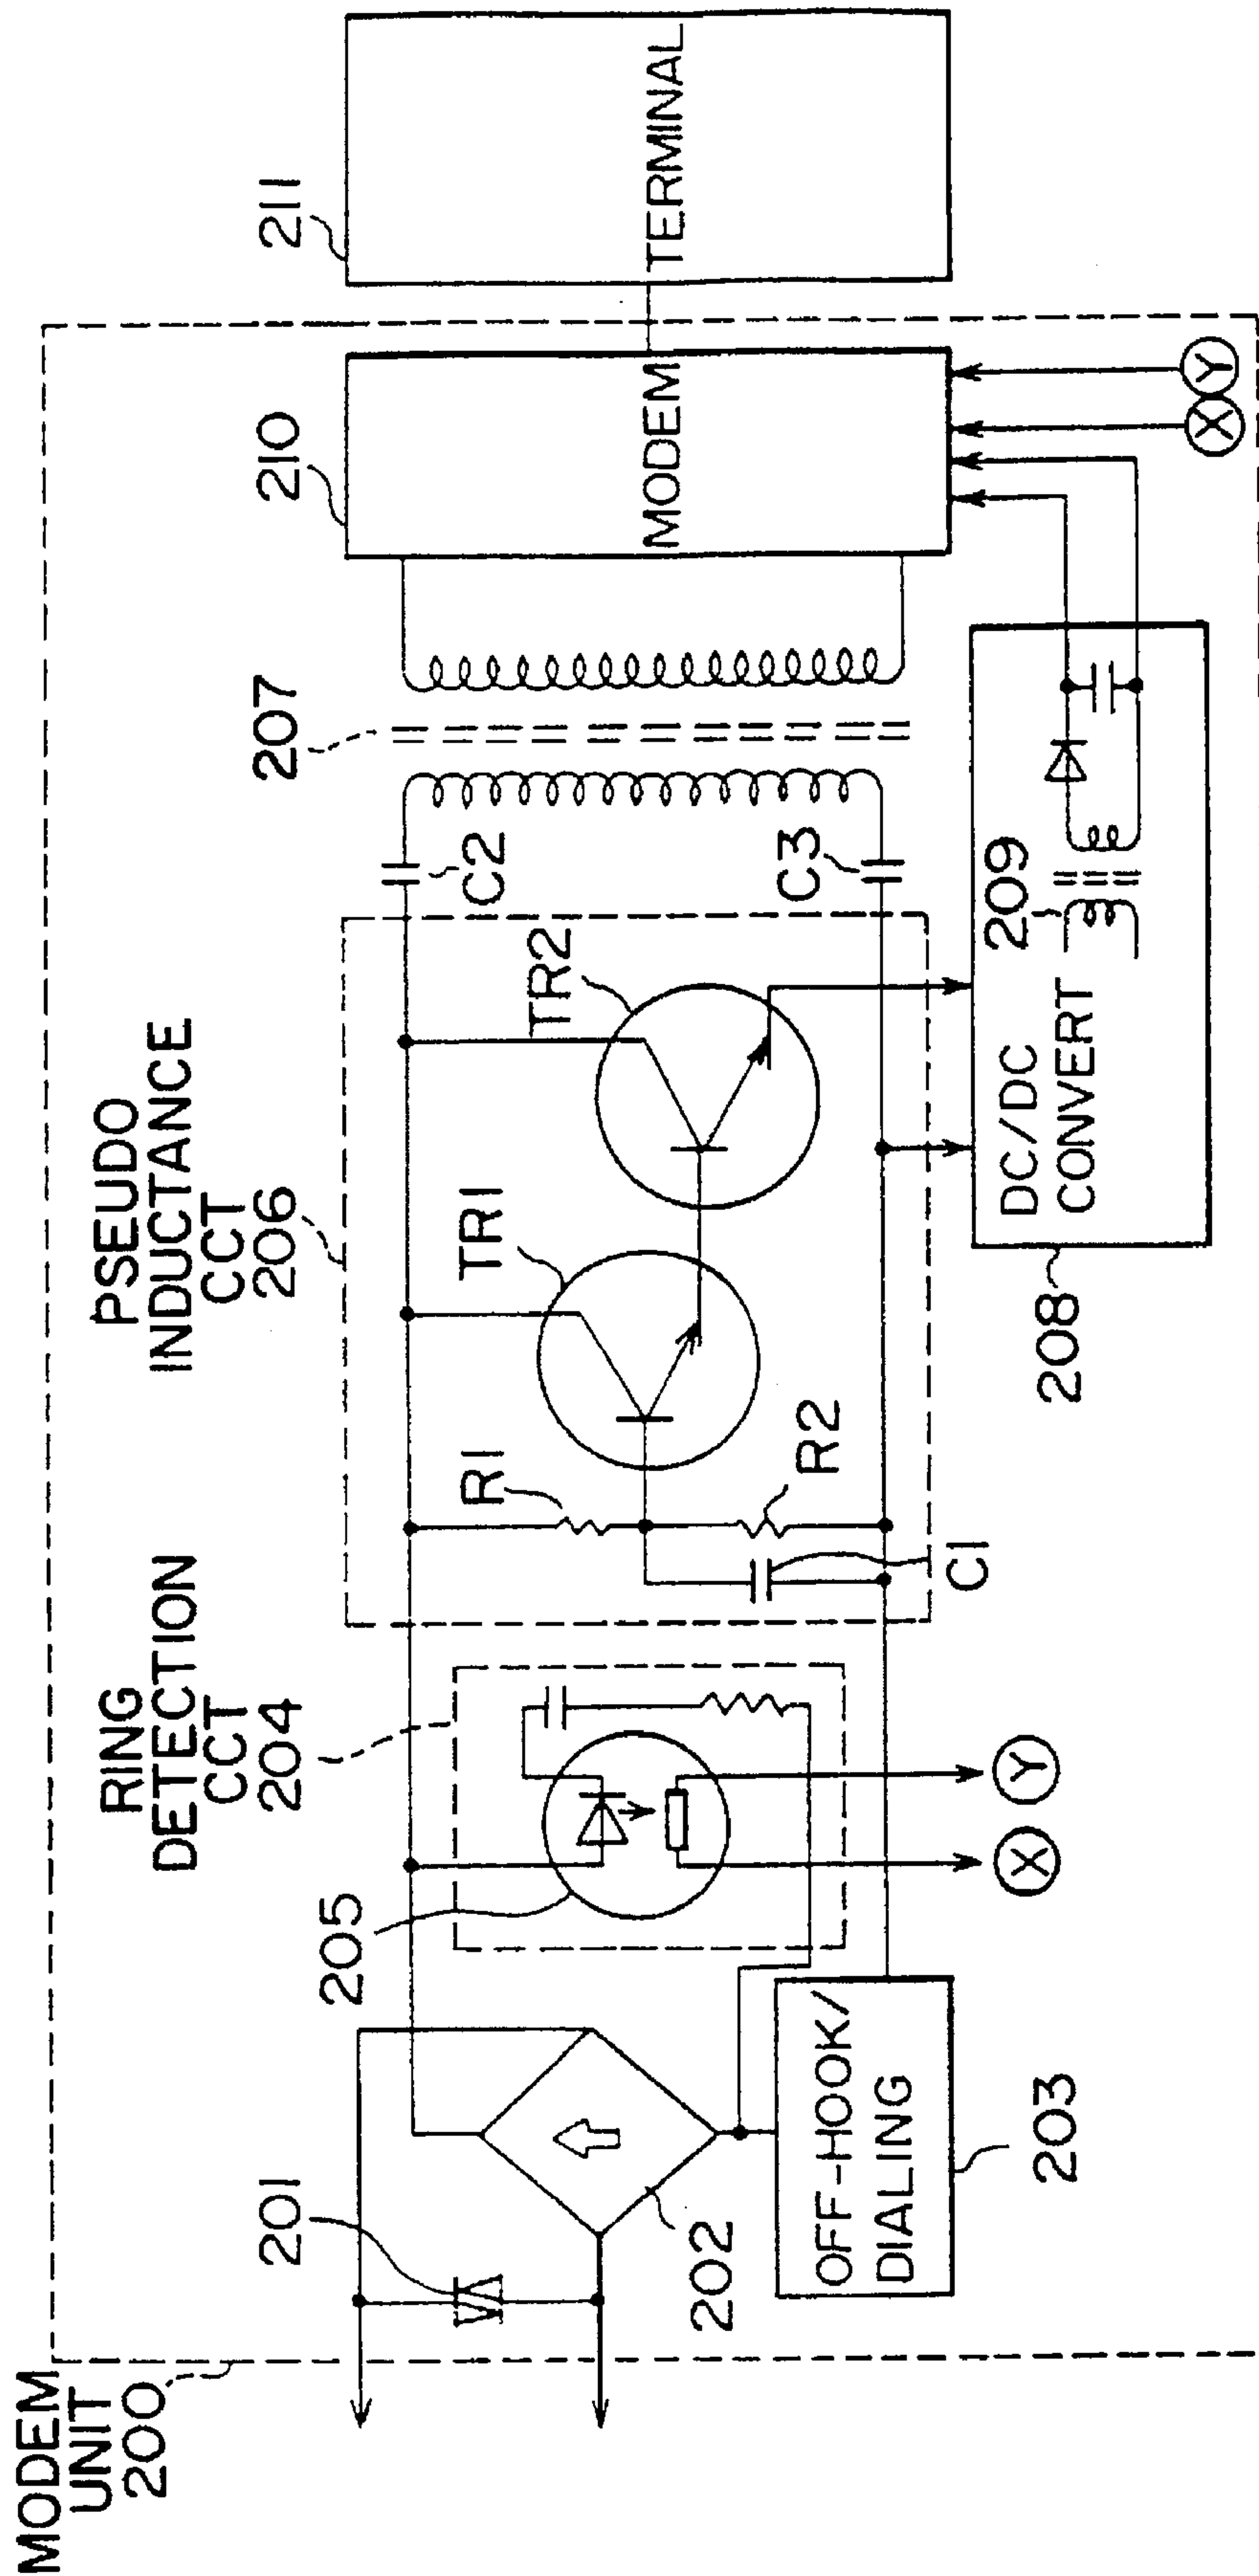 MODEM
UNIT
200
201
202
OFF-HOOK/
DIALING
203
RING
DETECTION
CCT
204
205
X
Y
PSEUDO
INDUCTANCE
CCT
206
R1
R2
C1
TR1
TR2
C2
C3
207
DC/DC
CONVERT
208
209
210
MODEM
X
Y
211
TERMINAL